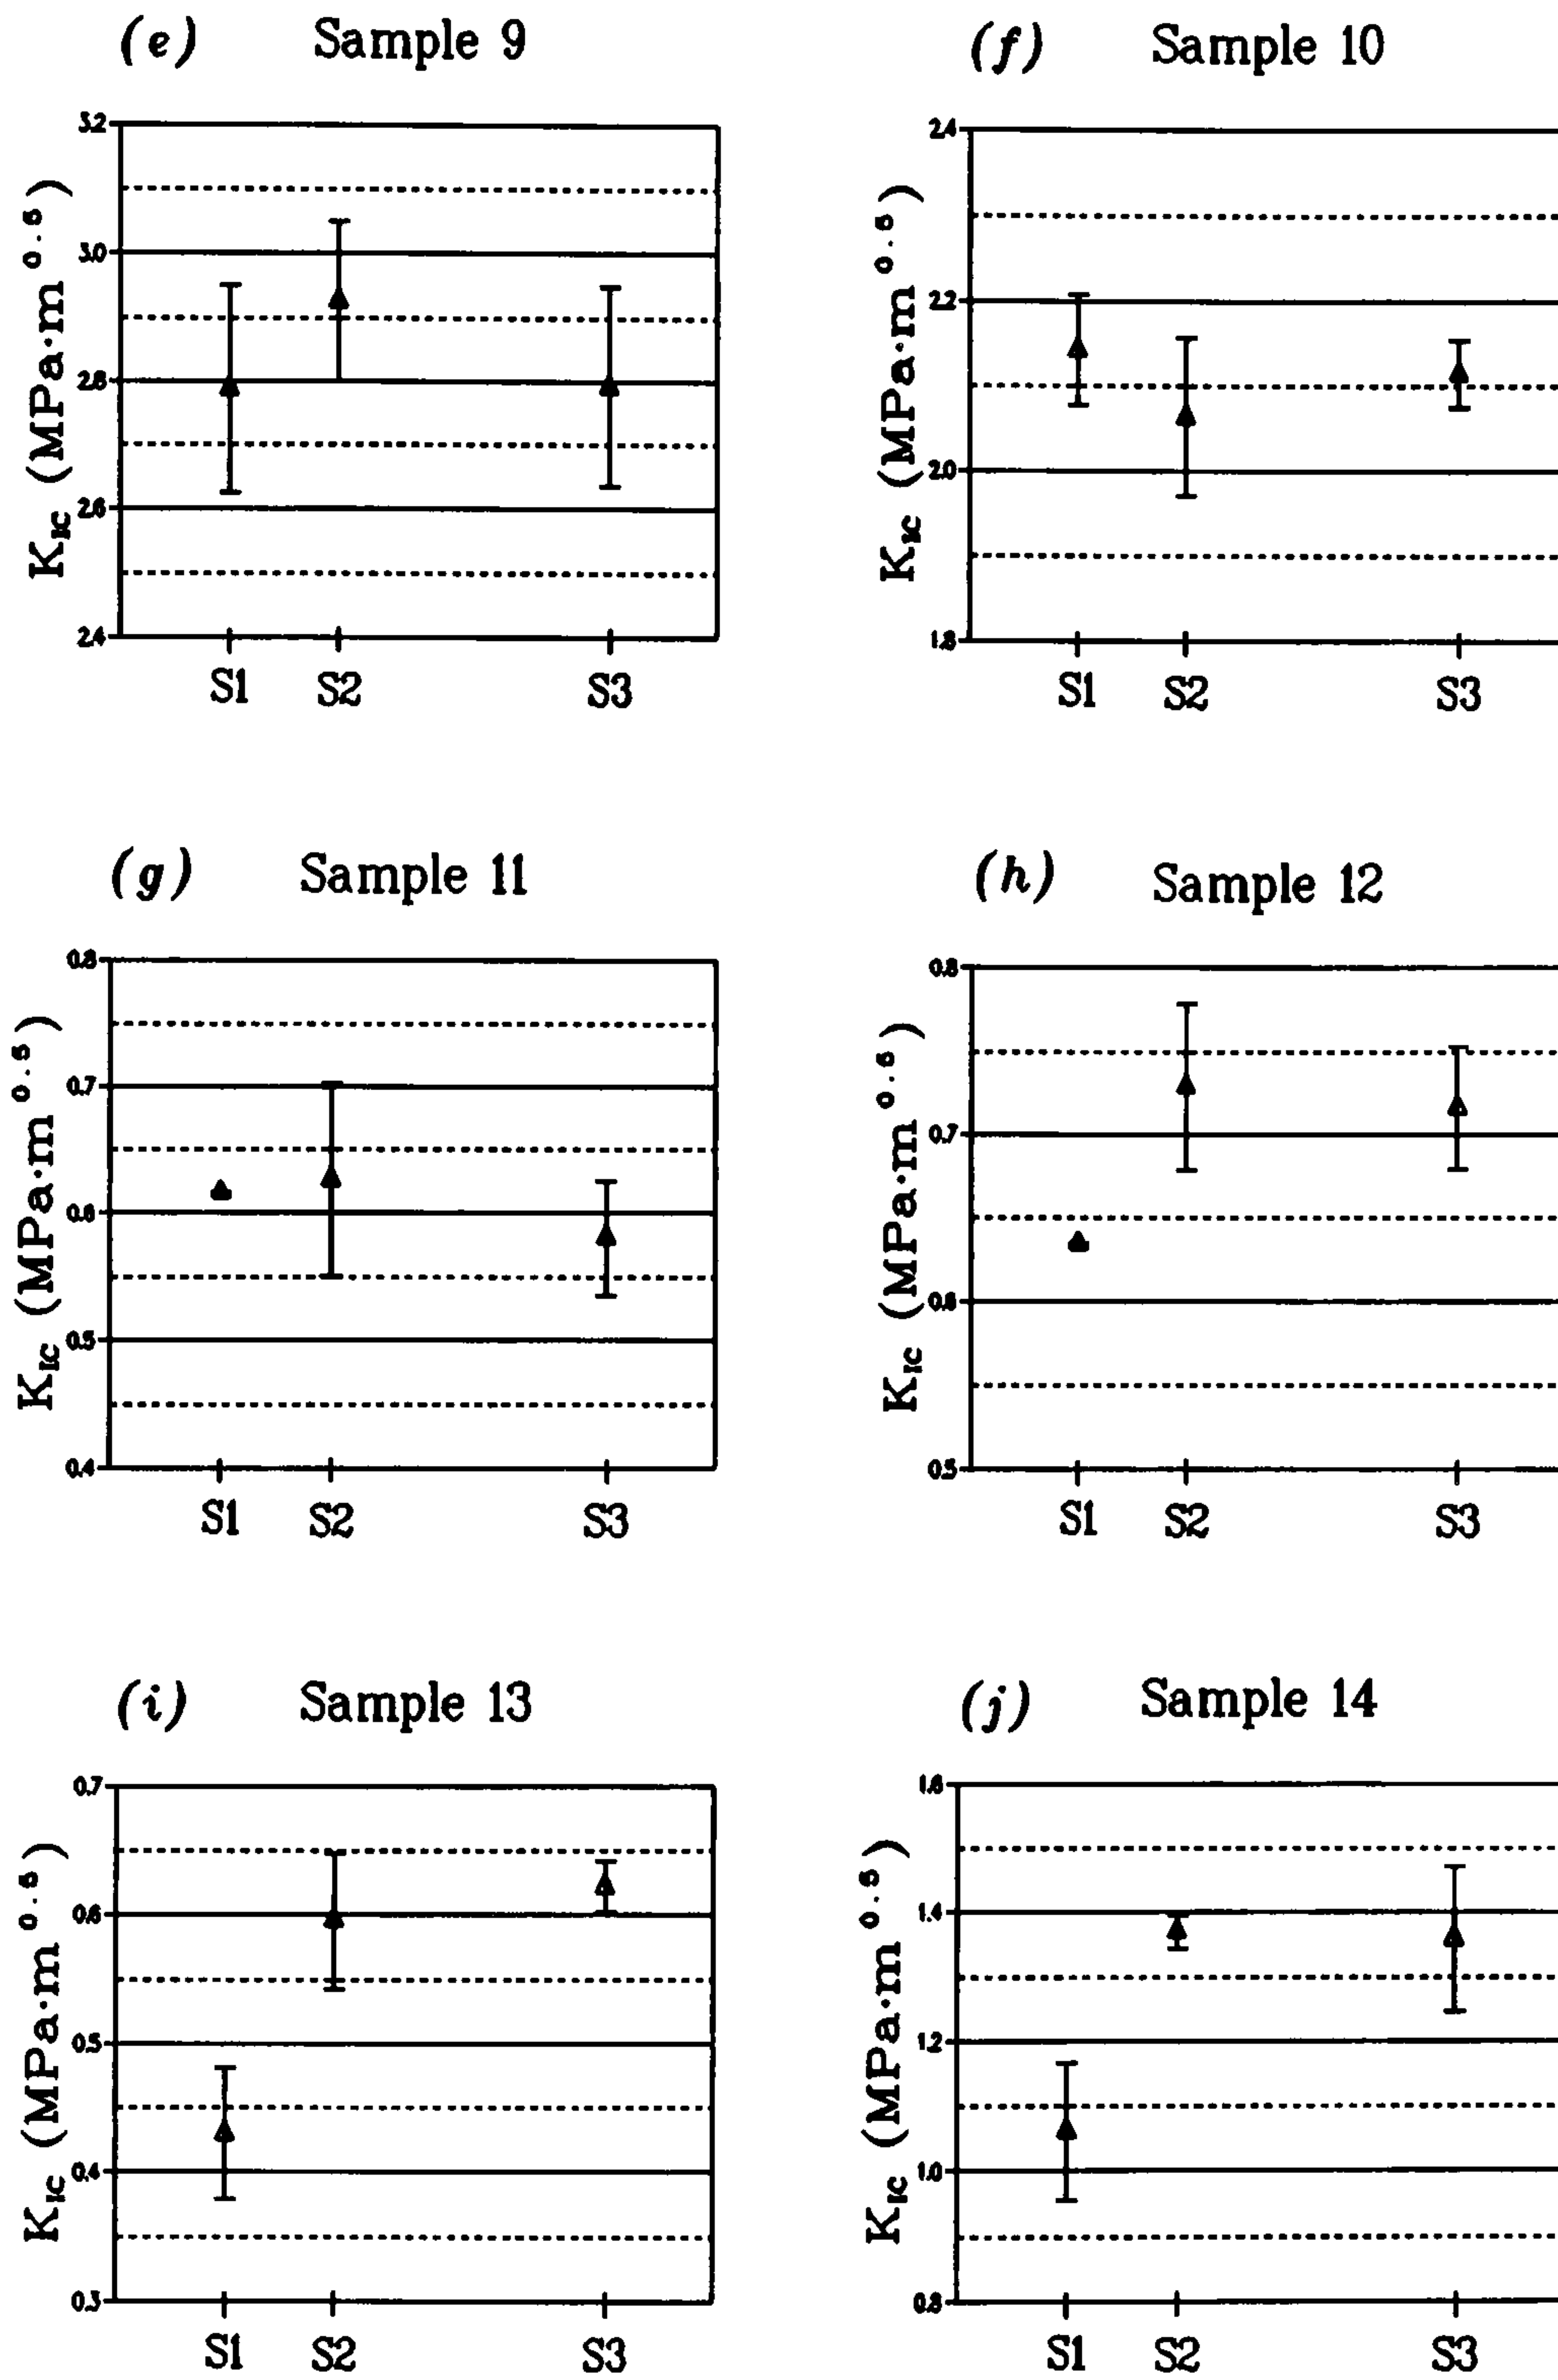 (e) Sample 9
3.2
3.0
2.8
2.6
2.4
K_IC (MPa·m^0.5)
S1 S2 S3
(f) Sample 10
2.4
2.2
2.0
1.8
K_IC (MPa·m^0.5)
S1 S2 S3
(g) Sample 11
0.8
0.7
0.6
0.5
0.4
K_IC (MPa·m^0.5)
S1 S2 S3
(h) Sample 12
0.8
0.7
0.6
0.5
K_IC (MPa·m^0.5)
S1 S2 S3
(i) Sample 13
0.7
0.6
0.5
0.4
0.3
K_IC (MPa·m^0.5)
S1 S2 S3
(j) Sample 14
1.6
1.4
1.2
1.0
0.8
K_IC (MPa·m^0.5)
S1 S2 S3